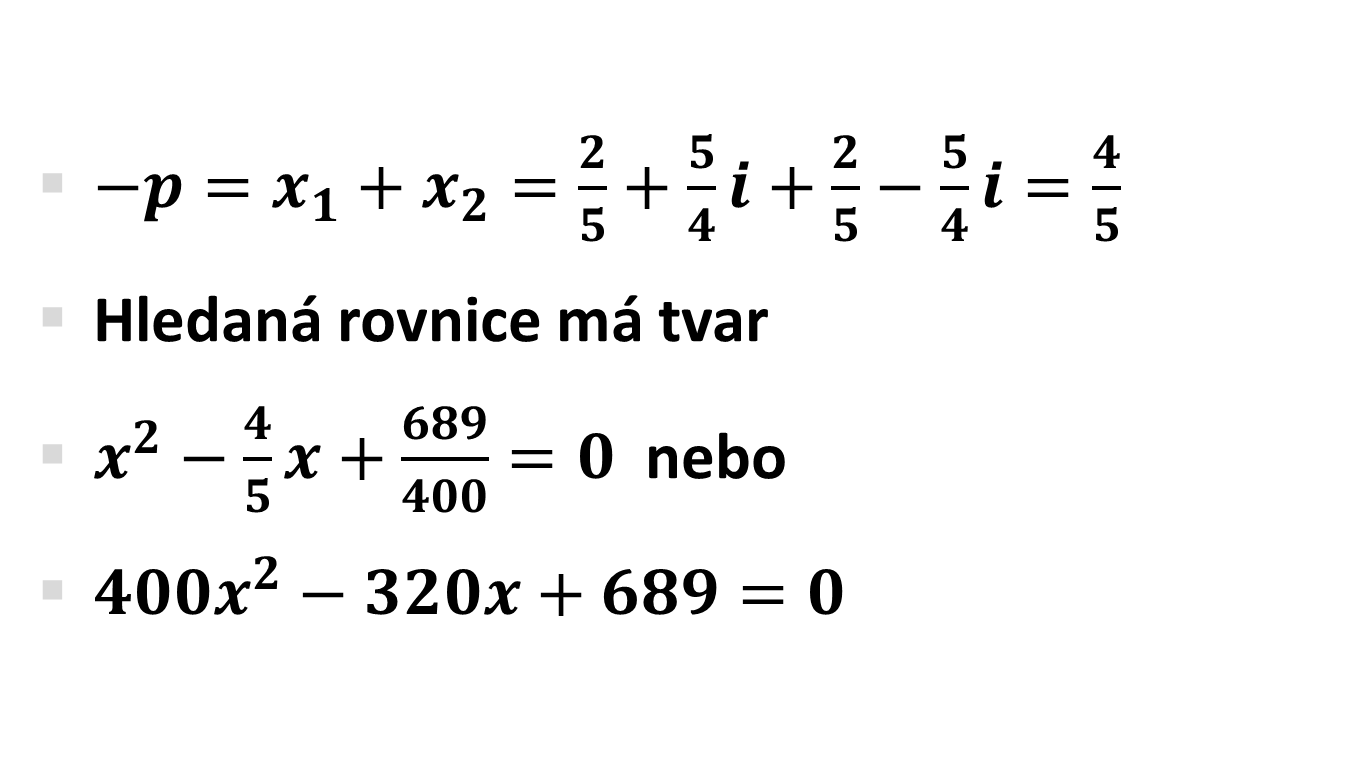 −p = x₁ + x₂ = 2/5 + 5/4 i + 2/5 − 5/4 i = 4/5
Hledaná rovnice má tvar
x² − 4/5 x + 689/400 = 0 nebo
400x² − 320x + 689 = 0